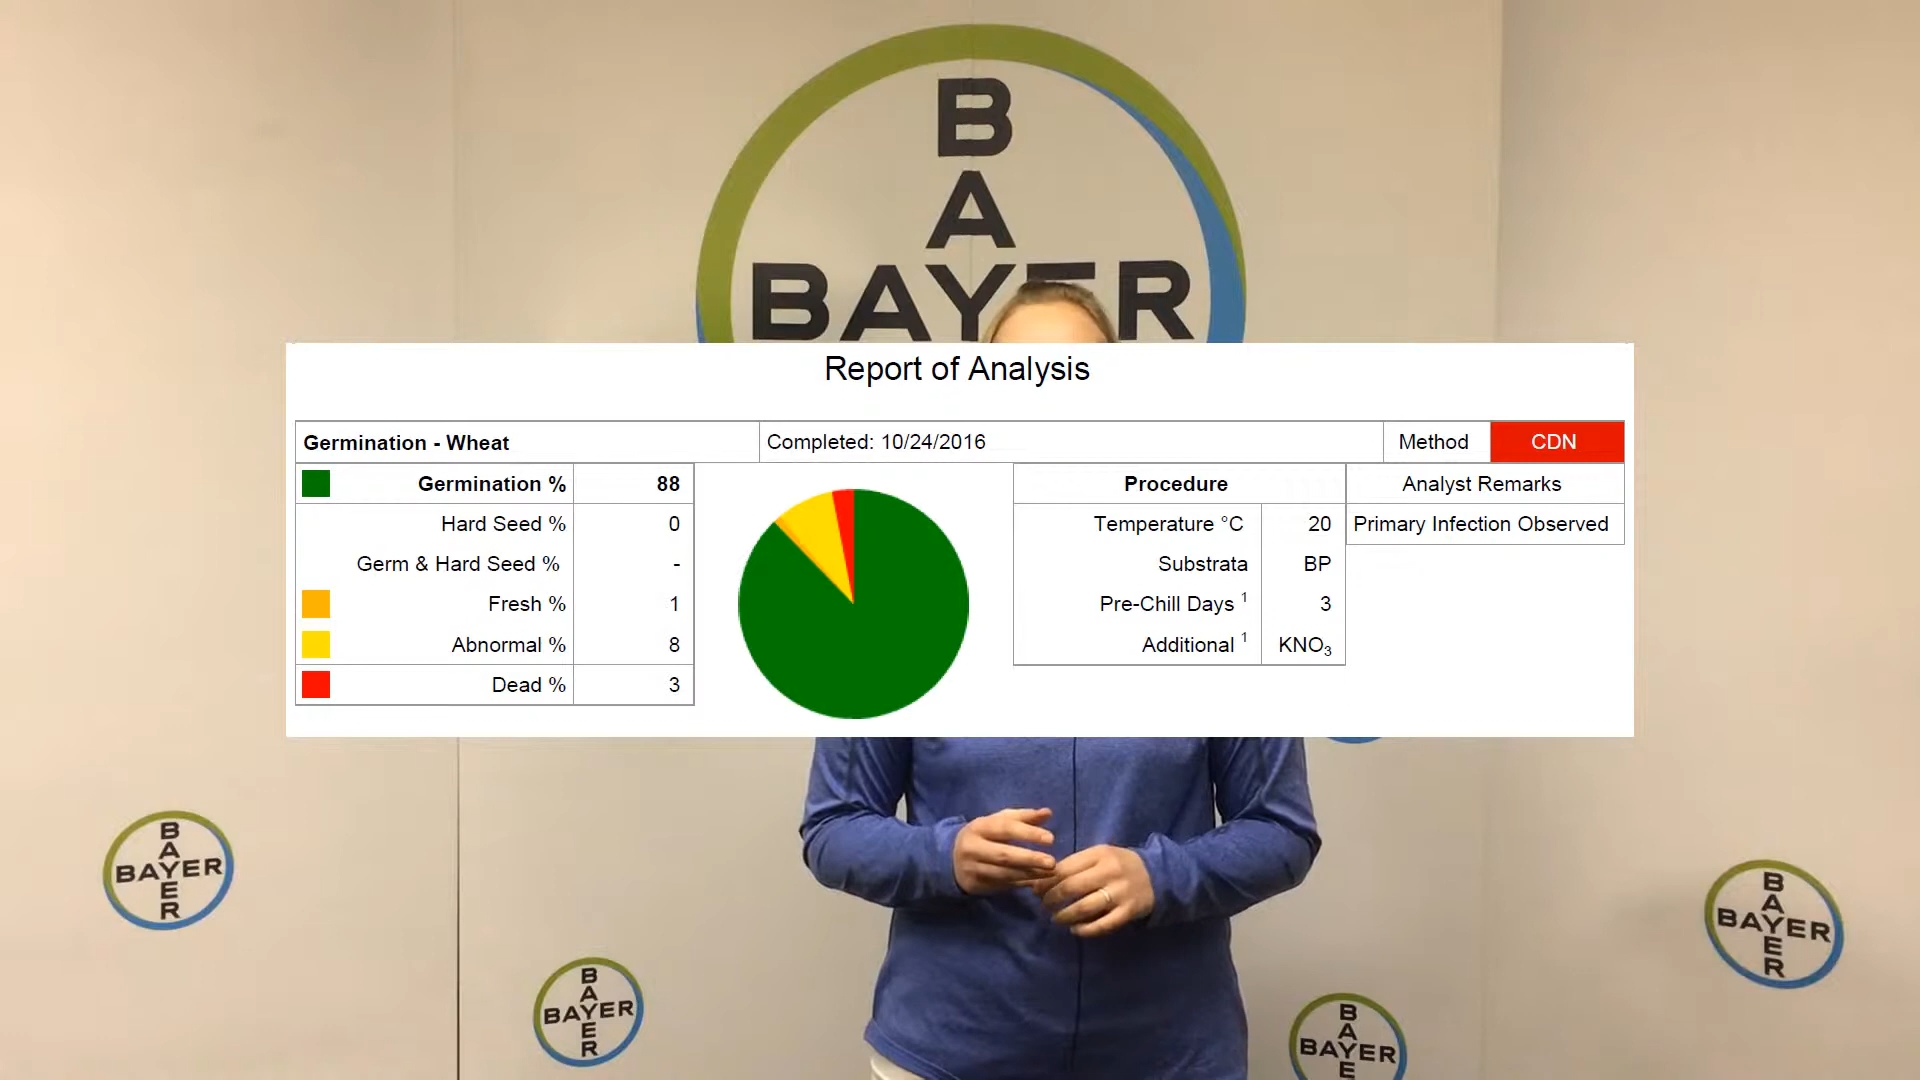 B
A
BAYER
Report of Analysis
Germination - Wheat Completed: 10/24/2016 Method CDN
Germination % 88 Procedure Analyst Remarks
Hard Seed % 0 Temperature °C 20 Primary Infection Observed
Germ & Hard Seed % - Substrata BP
Fresh % 1 Pre-Chill Days ¹ 3
Abnormal % 8 Additional ¹ KNO₃
Dead % 3
B
A
BAYER
E
R
B
A
BAYER
E
R
B
A
BAYER
E
B
A
BAYER
E
R